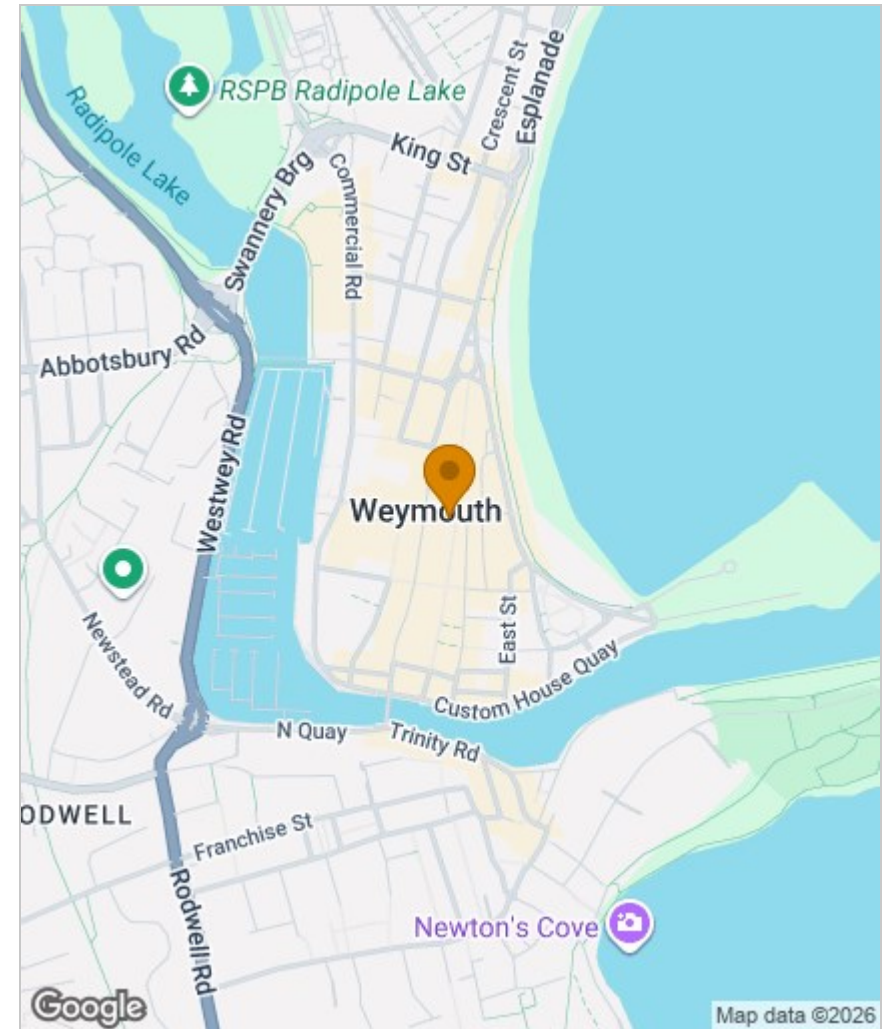 RSPB Radipole Lake
Radipole Lake
Crescent St
Esplanade
King St
Swannery Brg
Commercial Rd
Abbotsbury Rd
Westwey Rd
Weymouth
Newstead Rd
East St
Custom House Quay
N Quay
Trinity Rd
ODWELL
Franchise St
Rodwell Rd
Newton's Cove
Google
Map data ©2026